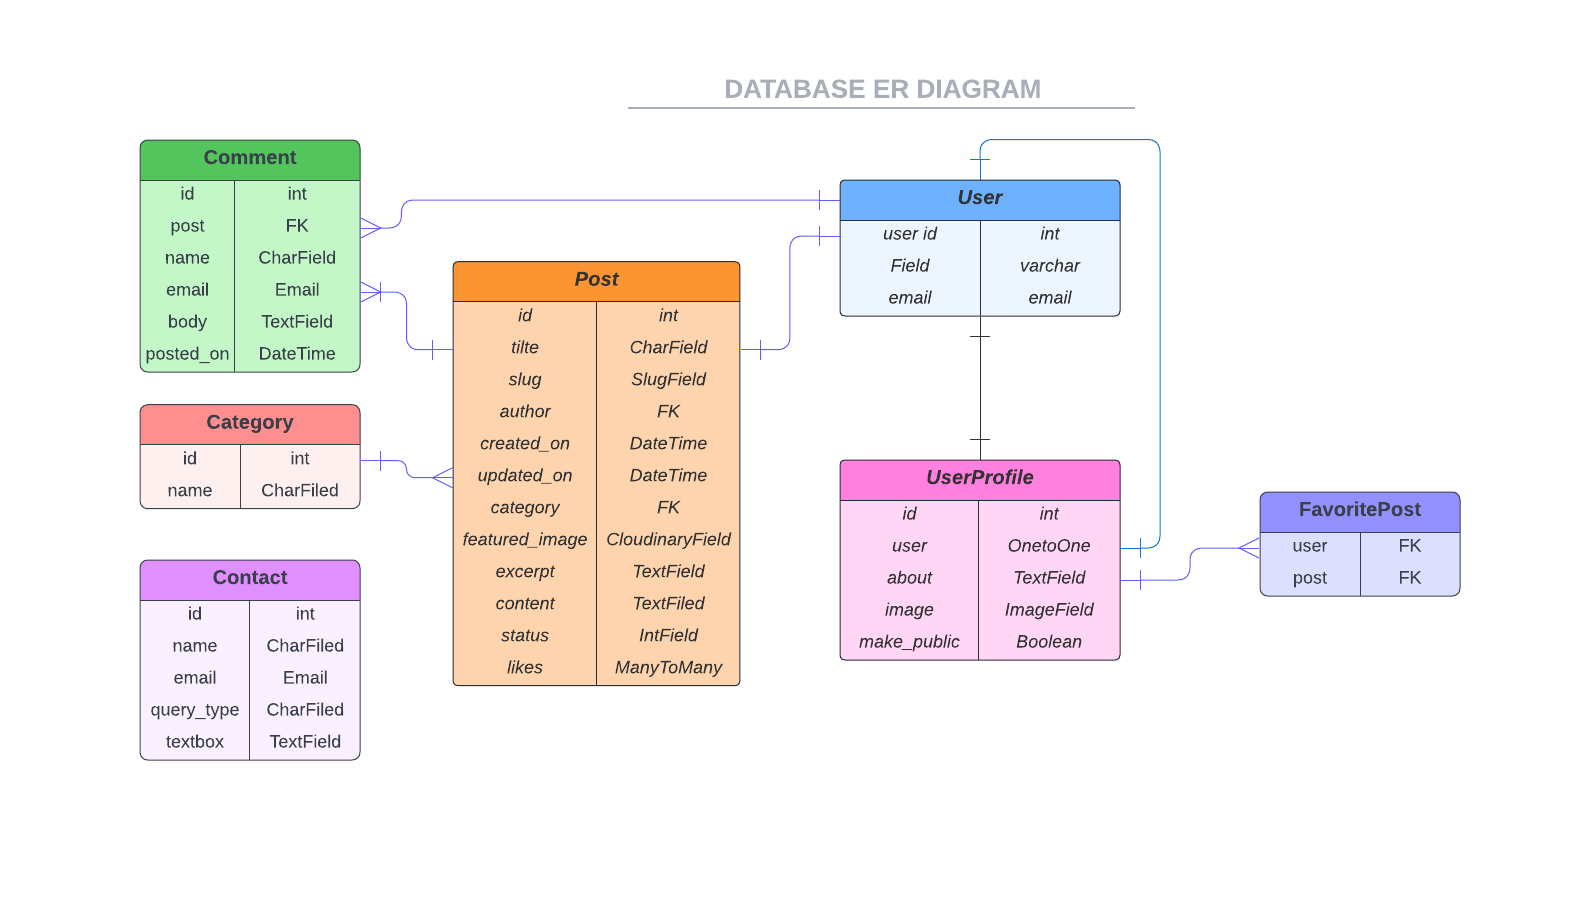 DATABASE ER DIAGRAM
Comment
id int
post FK
name CharField
email Email
body TextField
posted_on DateTime
Category
id int
name CharFiled
Contact
id int
name CharFiled
email Email
query_type CharFiled
textbox TextField
Post
id int
tilte CharField
slug SlugField
author FK
created_on DateTime
updated_on DateTime
category FK
featured_image CloudinaryField
excerpt TextField
content TextFiled
status IntField
likes ManyToMany
User
user id int
Field varchar
email email
UserProfile
id int
user OnetoOne
about TextField
image ImageField
make_public Boolean
FavoritePost
user FK
post FK